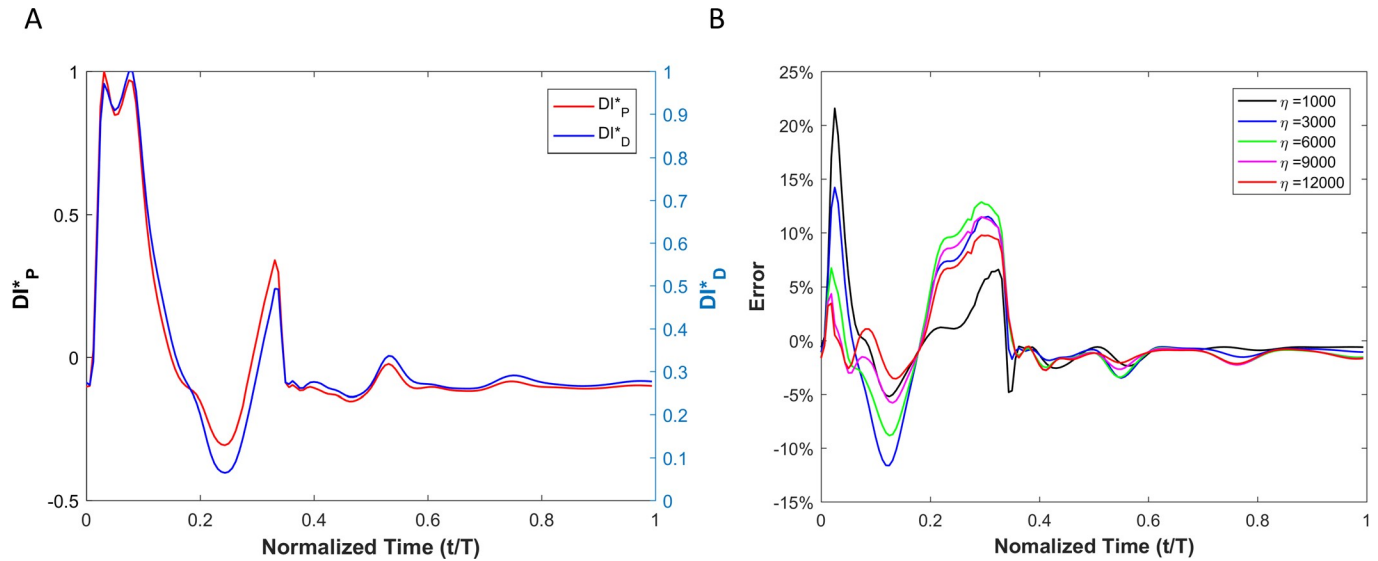 A
B
1
0.5
0
-0.5
DI*P
DI*P
DI*D
1
0.9
0.8
0.7
0.6
0.5
0.4
0.3
0.2
0.1
0
DI*D
0
0.2
0.4
0.6
0.8
1
Normalized Time (t/T)
25%
20%
15%
10%
5%
0%
-5%
-10%
-15%
Error
η =1000
η =3000
η =6000
η =9000
η =12000
0
0.2
0.4
0.6
0.8
1
Nomalized Time (t/T)